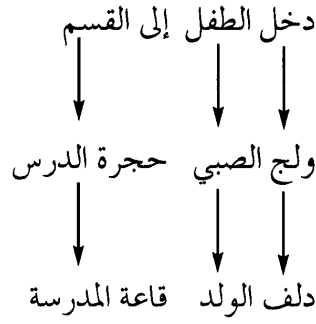 دخل الطفل إلى القسم
ولج الصبي حجرة الدرس
دلف الولد قاعة المدرسة